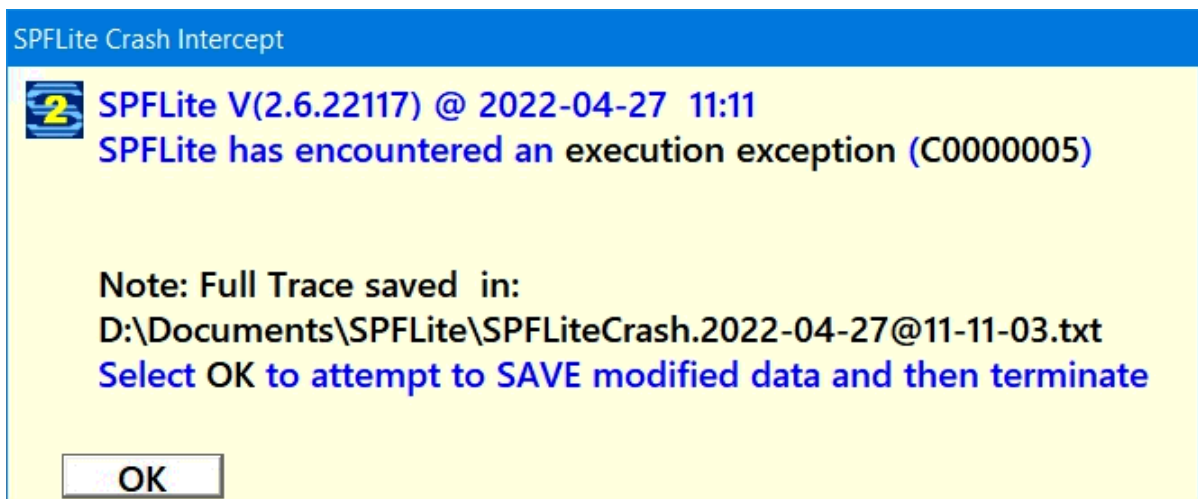 SPFLite Crash Intercept
2 SPFLite V(2.6.22117) @ 2022-04-27 11:11
SPFLite has encountered an execution exception (C0000005)
Note: Full Trace saved in:
D:\Documents\SPFLite\SPFLiteCrash.2022-04-27@11-11-03.txt
Select OK to attempt to SAVE modified data and then terminate
OK